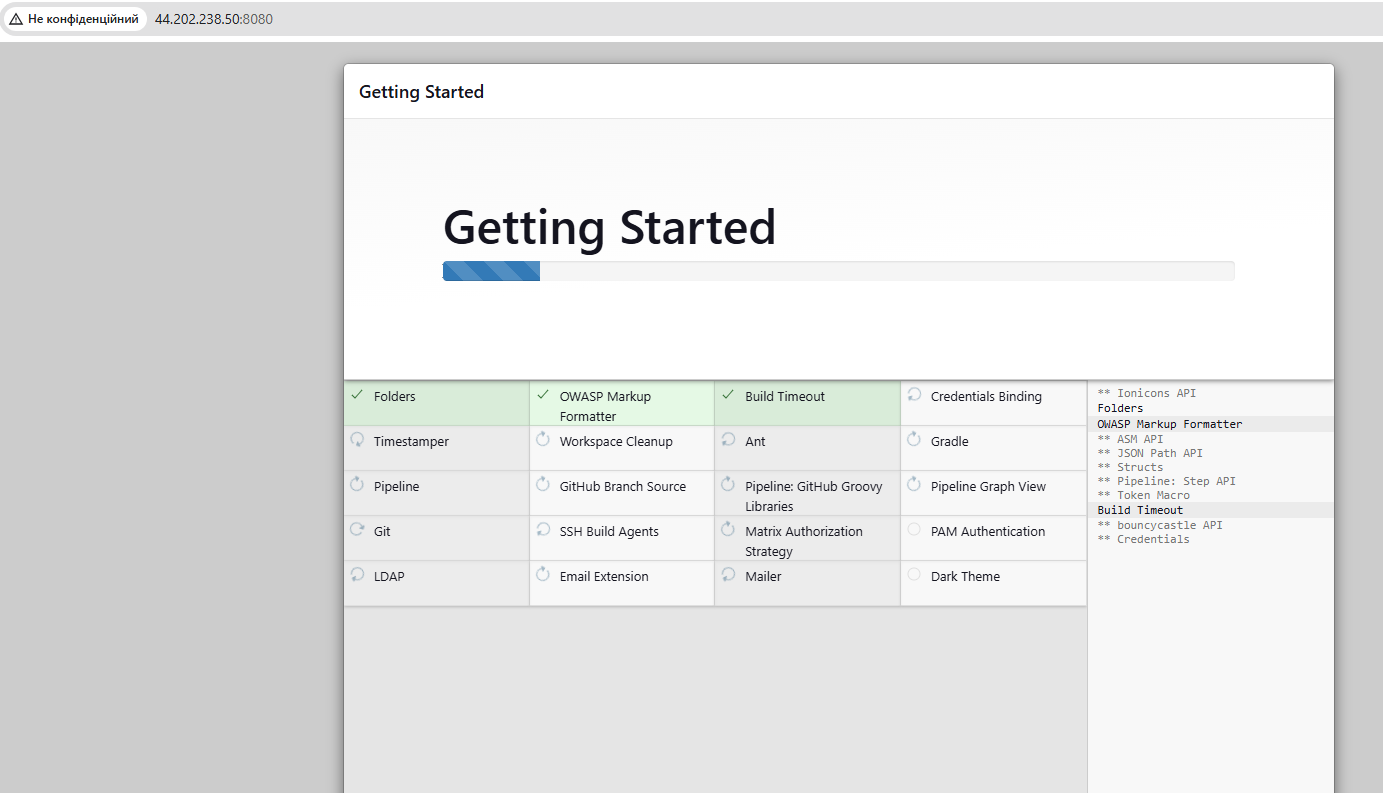 Не конфіденційний
44.202.238.50:8080
Getting Started
Getting Started
Folders
OWASP Markup
Formatter
Build Timeout
Credentials Binding
Timestamper
Workspace Cleanup
Ant
Gradle
Pipeline
GitHub Branch Source
Pipeline: GitHub Groovy
Libraries
Pipeline Graph View
Git
SSH Build Agents
Matrix Authorization
Strategy
PAM Authentication
LDAP
Email Extension
Mailer
Dark Theme
** Ionicons API
Folders
OWASP Markup Formatter
** ASM API
** JSON Path API
** Structs
** Pipeline: Step API
** Token Macro
Build Timeout
** bouncycastle API
** Credentials